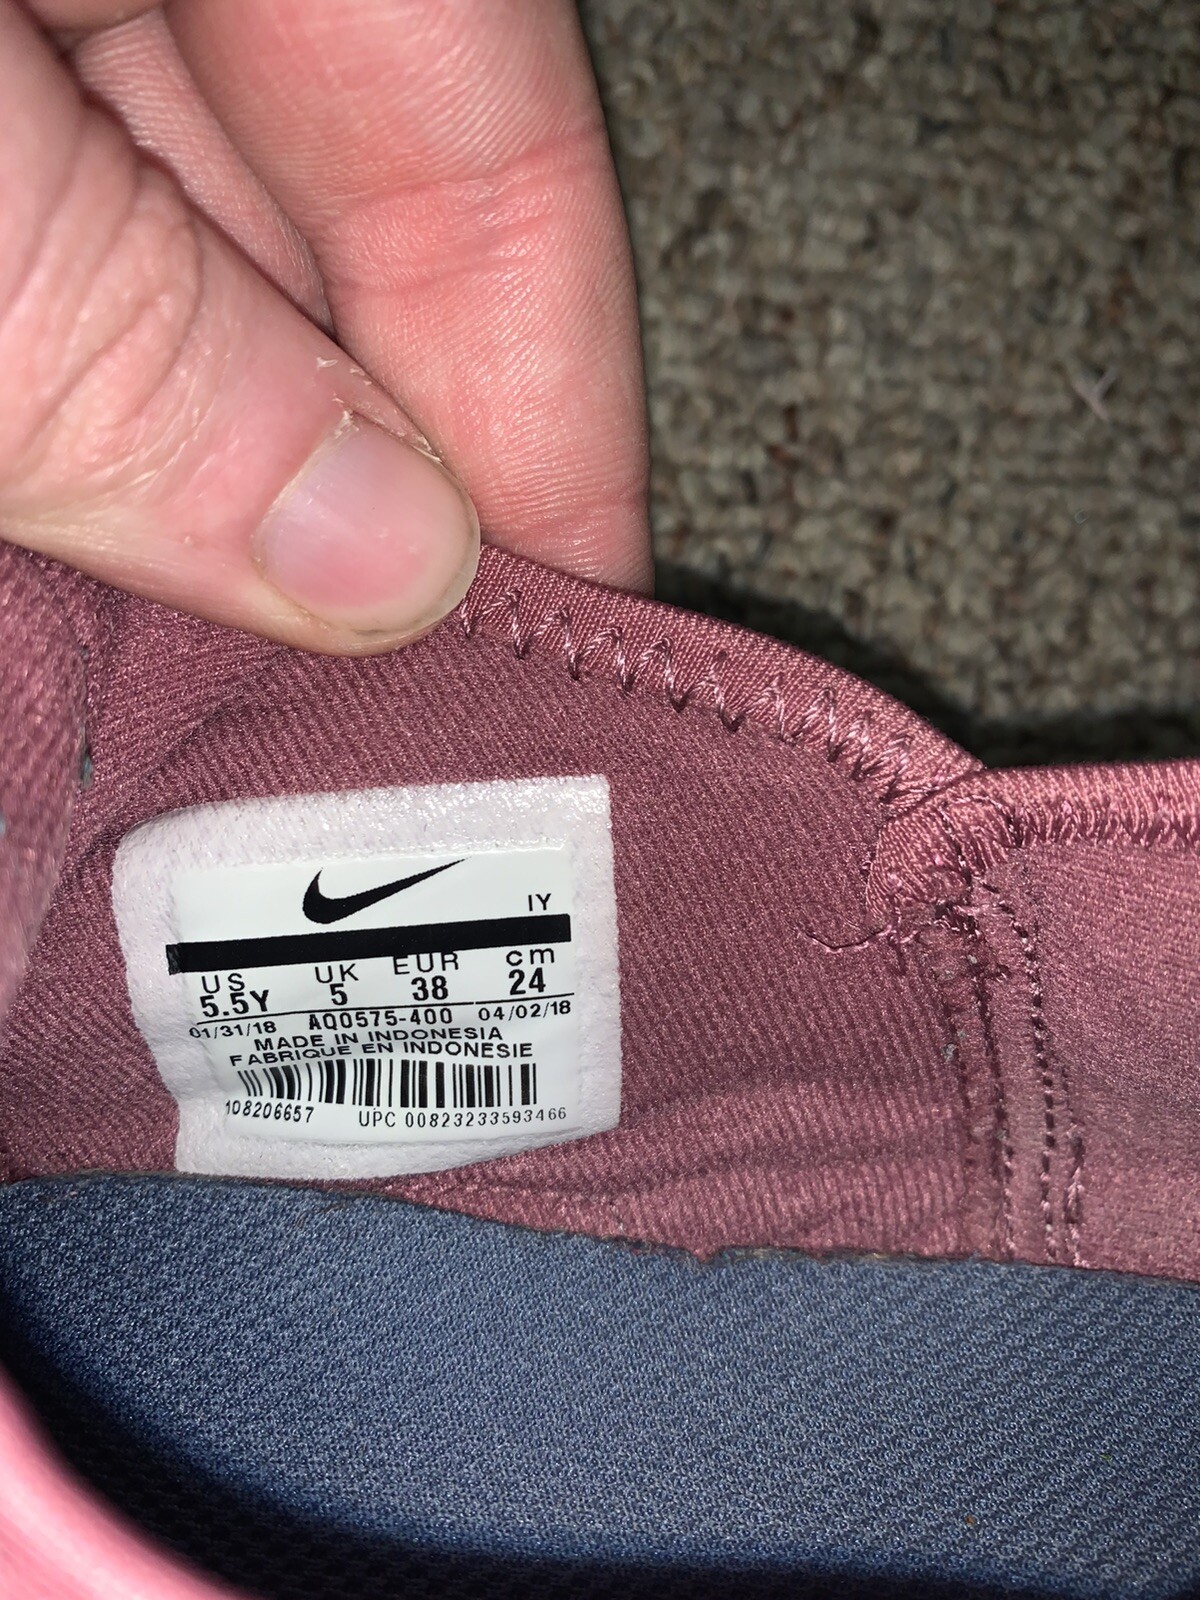 IY
US UK EUR cm
5.5Y 5 38 24
01/31/18 AQ0575-400 04/02/18
MADE IN INDONESIA
FABRIQUE EN INDONESIE
108206657 UPC 00823233593466